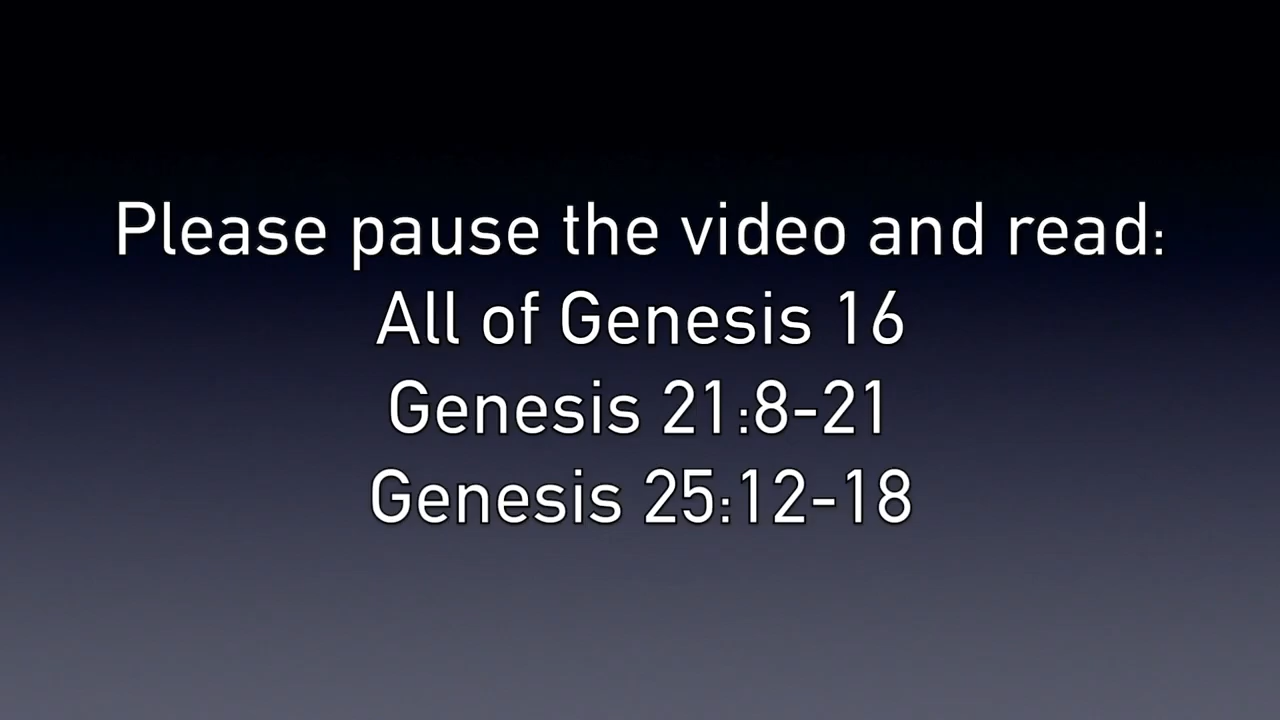 Please pause the video and read:
All of Genesis 16
Genesis 21:8-21
Genesis 25:12-18